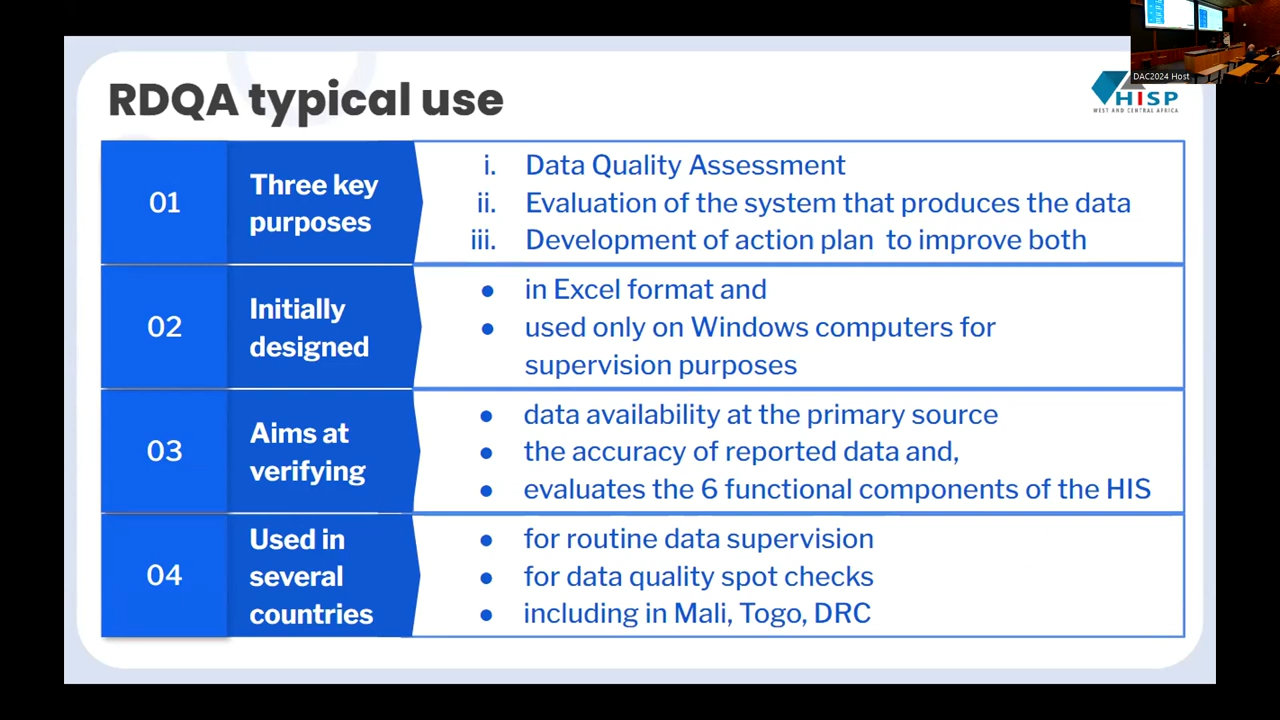 DAC2024 Host
RDQA typical use
HISP
WEST AND CENTRAL AFRICA
01
Three key
purposes
i. Data Quality Assessment
ii. Evaluation of the system that produces the data
iii. Development of action plan to improve both
02
Initially
designed
● in Excel format and
● used only on Windows computers for
supervision purposes
03
Aims at
verifying
● data availability at the primary source
● the accuracy of reported data and,
● evaluates the 6 functional components of the HIS
04
Used in
several
countries
● for routine data supervision
● for data quality spot checks
● including in Mali, Togo, DRC